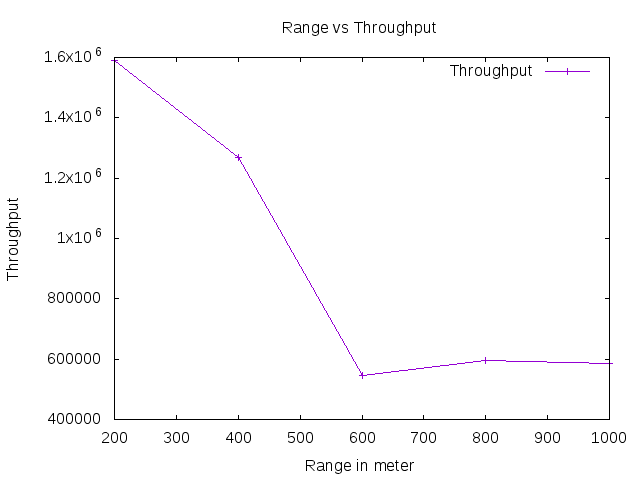 Range vs Throughput
Throughput
1.6x10^6
1.4x10^6
1.2x10^6
1x10^6
800000
600000
400000
Throughput
200 300 400 500 600 700 800 900 1000
Range in meter